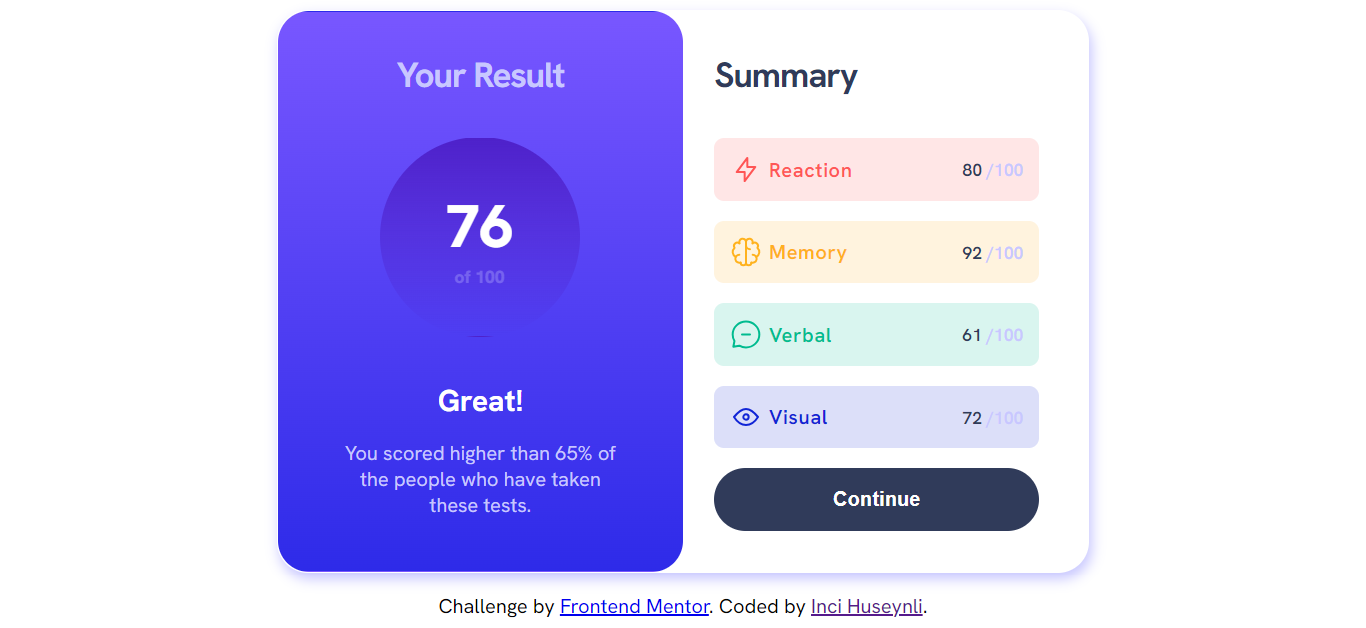 Your Result
76
of 100
Great!
You scored higher than 65% of
the people who have taken
these tests.
Summary
Reaction 80 /100
Memory 92 /100
Verbal 61 /100
Visual 72 /100
Continue
Challenge by Frontend Mentor. Coded by Inci Huseynli.